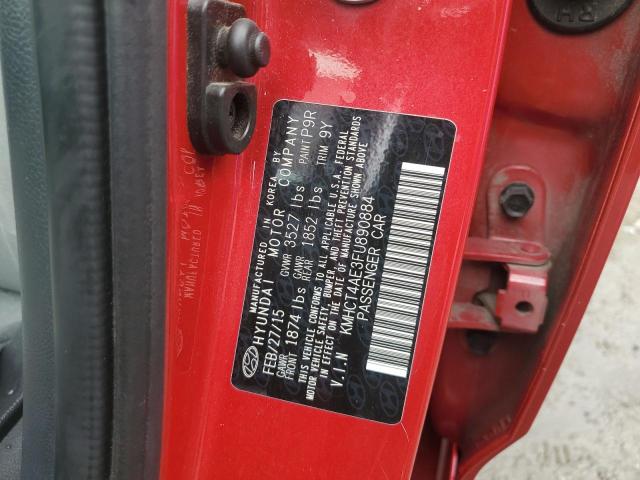 MANUFACTURED IN KOREA BY
HYUNDAI MOTOR COMPANY
FEB/27/15 GVWR 3527 lbs PAINT P9R
GAWR FRONT 1874 lbs GAWR REAR 1852 lbs TRIM 9Y
THIS VEHICLE CONFORMS TO ALL APPLICABLE U.S.A. FEDERAL
MOTOR VEHICLE SAFETY, BUMPER, AND THEFT PREVENTION STANDARDS
IN EFFECT ON THE DATE OF MANUFACTURE SHOWN ABOVE
V.I.N KMHCT4AE3FU890884
PASSENGER CAR
RH